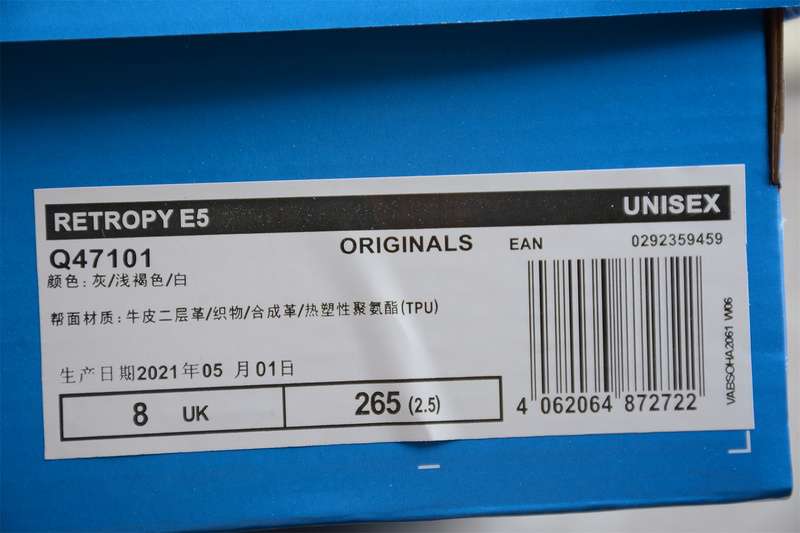 RETROPY E5
UNISEX
Q47101
ORIGINALS
EAN
0292359459
颜色:灰/浅褐色/白
帮面材质:牛皮二层革/织物/合成革/热塑性聚氨酯(TPU)
生产日期2021年05 月01日
8 UK
265 (2.5)
4 062064 872722
VABSOHA.2061 W06